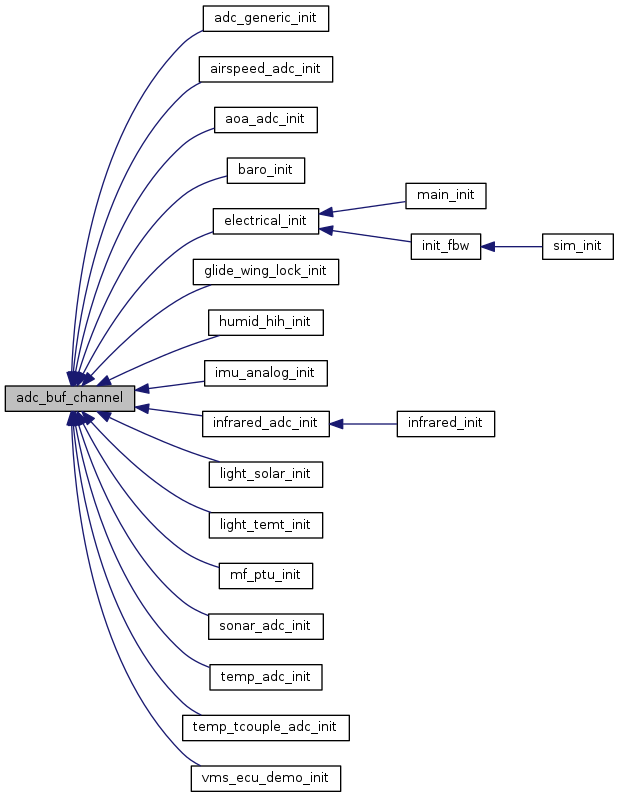 adc_generic_init
airspeed_adc_init
aoa_adc_init
baro_init
main_init
electrical_init
init_fbw
sim_init
glide_wing_lock_init
humid_hih_init
imu_analog_init
adc_buf_channel
infrared_adc_init
infrared_init
light_solar_init
light_temt_init
mf_ptu_init
sonar_adc_init
temp_adc_init
temp_tcouple_adc_init
vms_ecu_demo_init